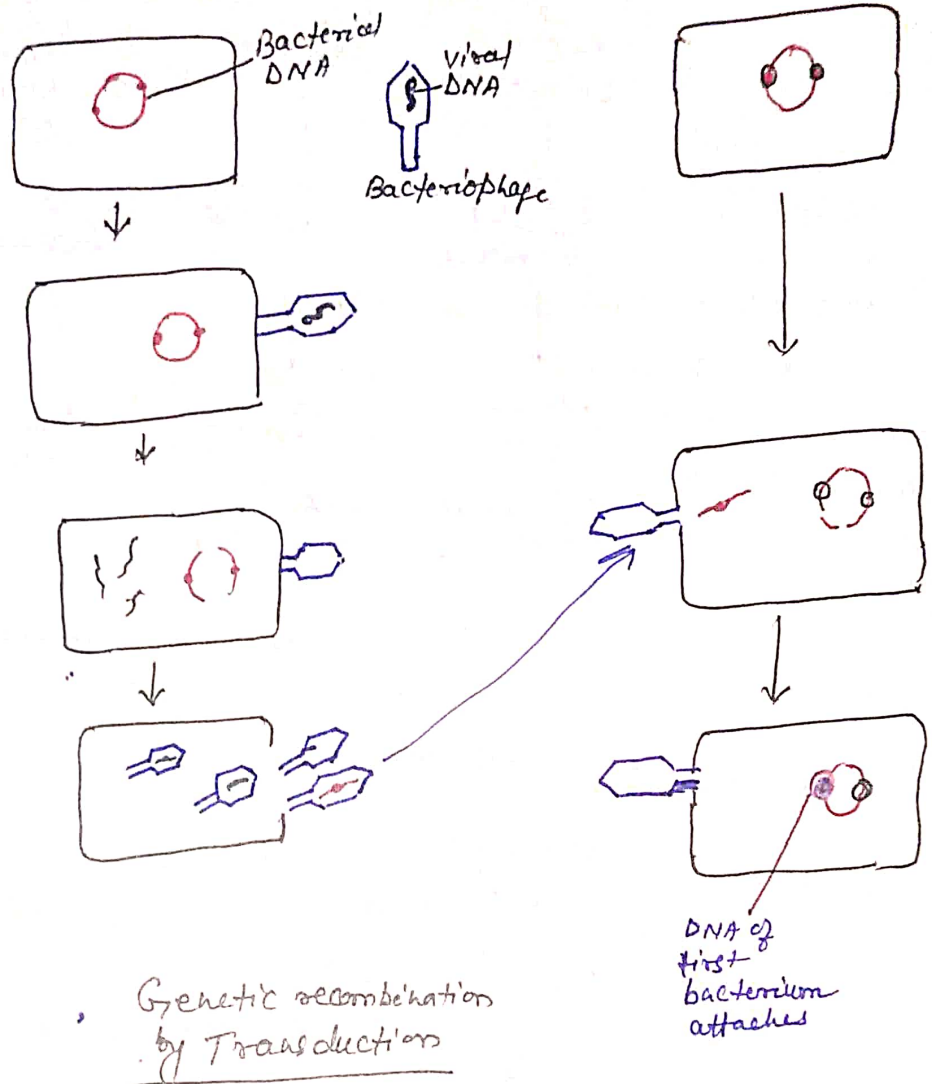 Bacterial
DNA
Viral
DNA
Bacteriophage
DNA of
first
bacterium
attaches
Genetic recombination
by Transduction